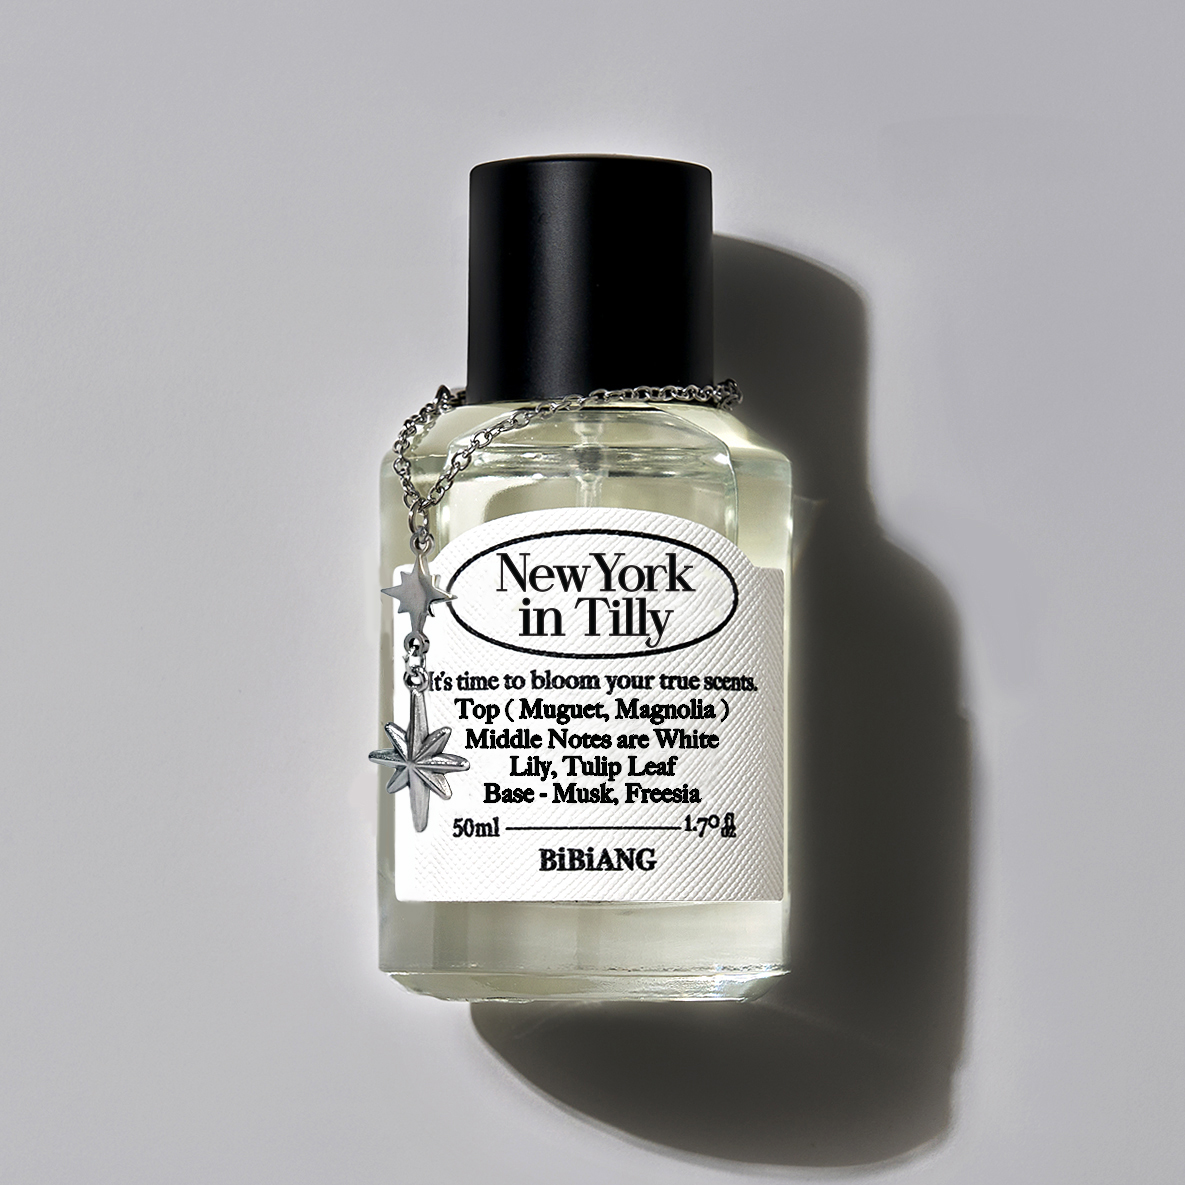 New York
in Tilly
It's time to bloom your true scents.
Top ( Muguet, Magnolia )
Middle Notes are White
Lily, Tulip Leaf
Base - Musk, Freesia
50ml 1.70 fl oz
BiBiANG